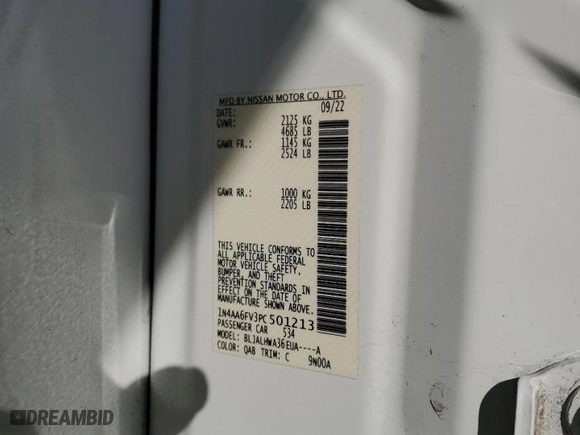 MFD BY NISSAN MOTOR CO., LTD.
DATE: 09/22
GVWR: 2125 KG
4685 LB
GAWR FR.: 1145 KG
2524 LB
GAWR RR.: 1000 KG
2205 LB
THIS VEHICLE CONFORMS TO
ALL APPLICABLE FEDERAL
MOTOR VEHICLE SAFETY,
BUMPER, AND THEFT
PREVENTION STANDARDS IN
EFFECT ON THE DATE OF
MANUFACTURE SHOWN ABOVE.
1N4AA6FV3PC501213
PASSENGER CAR 534
MODEL: BLJALHWA36EUA----A
COLOR: QAB TRIM: C 9N00A
DREAMBID